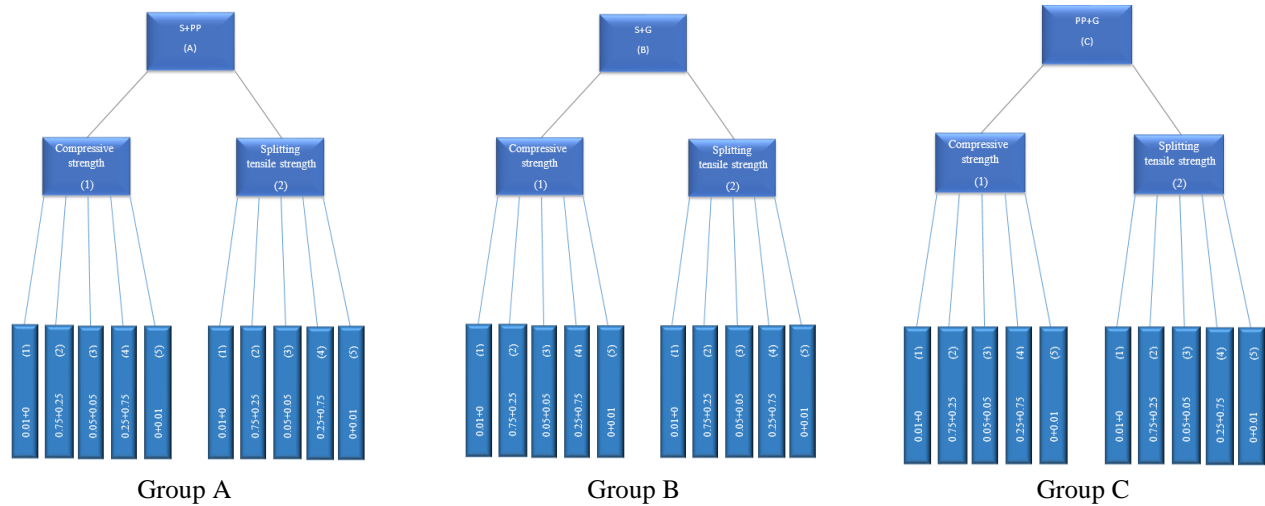 S+PP
(A)
Compressive
strength
(1)
Splitting
tensile strength
(2)
(1) 0.01+0
(2) 0.75+0.25
(3) 0.05+0.05
(4) 0.25+0.75
(5) 0+0.01
(1) 0.01+0
(2) 0.75+0.25
(3) 0.05+0.05
(4) 0.25+0.75
(5) 0+0.01
Group A
S+G
(B)
Compressive
strength
(1)
Splitting
tensile strength
(2)
(1) 0.01+0
(2) 0.75+0.25
(3) 0.05+0.05
(4) 0.25+0.75
(5) 0+0.01
(1) 0.01+0
(2) 0.75+0.25
(3) 0.05+0.05
(4) 0.25+0.75
(5) 0+0.01
Group B
PP+G
(C)
Compressive
strength
(1)
Splitting
tensile strength
(2)
(1) 0.01+0
(2) 0.75+0.25
(3) 0.05+0.05
(4) 0.25+0.75
(5) 0+0.01
(1) 0.01+0
(2) 0.75+0.25
(3) 0.05+0.05
(4) 0.25+0.75
(5) 0+0.01
Group C